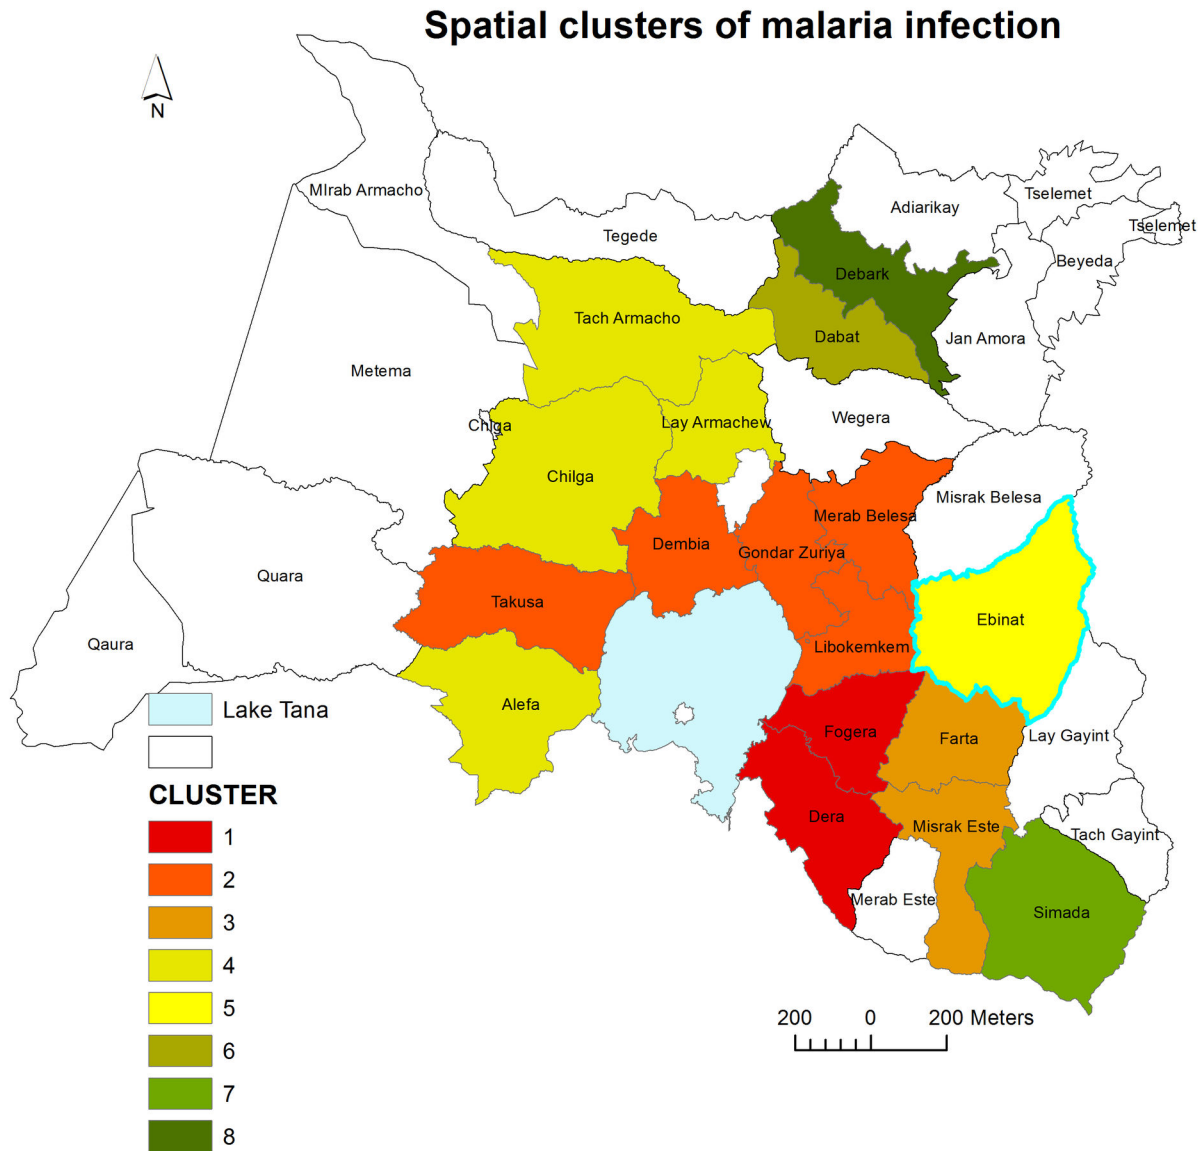 Spatial clusters of malaria infection
N
MIrab Armacho
Adiarikay
Tselemet
Tselemet
Tegede
Beyeda
Debark
Tach Armacho
Dabat
Jan Amora
Metema
Chiga
Lay Armachew
Wegera
Chilga
Misrak Belesa
Merab Belesa
Dembia
Gondar Zuriya
Quara
Takusa
Ebinat
Qaura
Libokemkem
Alefa
Lake Tana
Fogera
Farta
Lay Gayint
CLUSTER
Dera
Misrak Este
Tach Gayint
1
2
Merab Este
Simada
3
4
5
200 0 200 Meters
6
7
8